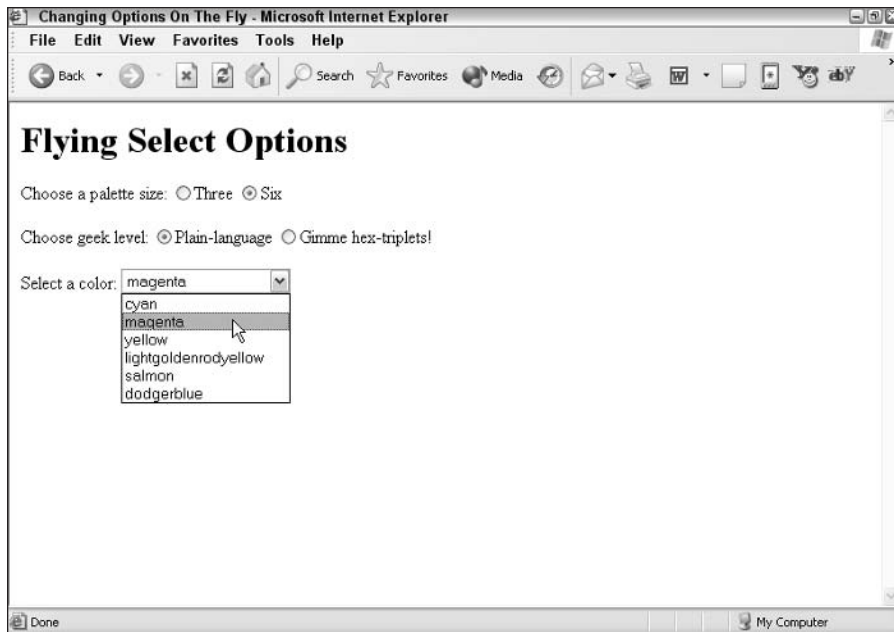 Changing Options On The Fly - Microsoft Internet Explorer
File Edit View Favorites Tools Help
Back Search Favorites Media
Flying Select Options
Choose a palette size: Three Six
Choose geek level: Plain-language Gimme hex-triplets!
Select a color: magenta
cyan
magenta
yellow
lightgoldenrodyellow
salmon
dodgerblue
Done My Computer